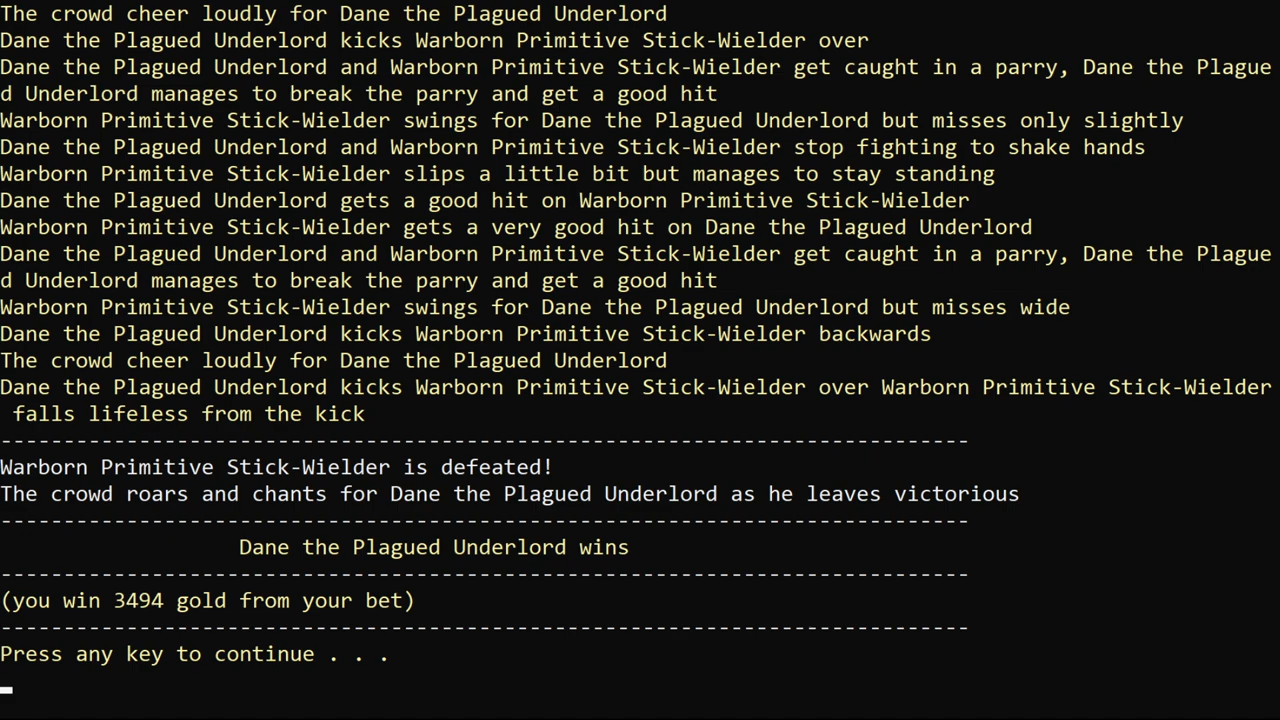 The crowd cheer loudly for Dane the Plagued Underlord
Dane the Plagued Underlord kicks Warborn Primitive Stick-Wielder over
Dane the Plagued Underlord and Warborn Primitive Stick-Wielder get caught in a parry, Dane the Plague
d Underlord manages to break the parry and get a good hit
Warborn Primitive Stick-Wielder swings for Dane the Plagued Underlord but misses only slightly
Dane the Plagued Underlord and Warborn Primitive Stick-Wielder stop fighting to shake hands
Warborn Primitive Stick-Wielder slips a little bit but manages to stay standing
Dane the Plagued Underlord gets a good hit on Warborn Primitive Stick-Wielder
Warborn Primitive Stick-Wielder gets a very good hit on Dane the Plagued Underlord
Dane the Plagued Underlord and Warborn Primitive Stick-Wielder get caught in a parry, Dane the Plague
d Underlord manages to break the parry and get a good hit
Warborn Primitive Stick-Wielder swings for Dane the Plagued Underlord but misses wide
Dane the Plagued Underlord kicks Warborn Primitive Stick-Wielder backwards
The crowd cheer loudly for Dane the Plagued Underlord
Dane the Plagued Underlord kicks Warborn Primitive Stick-Wielder over Warborn Primitive Stick-Wielder
 falls lifeless from the kick
-----------------------------------------------------------------------------
Warborn Primitive Stick-Wielder is defeated!
The crowd roars and chants for Dane the Plagued Underlord as he leaves victorious
-----------------------------------------------------------------------------
Dane the Plagued Underlord wins
-----------------------------------------------------------------------------
(you win 3494 gold from your bet)
-----------------------------------------------------------------------------
Press any key to continue . . .